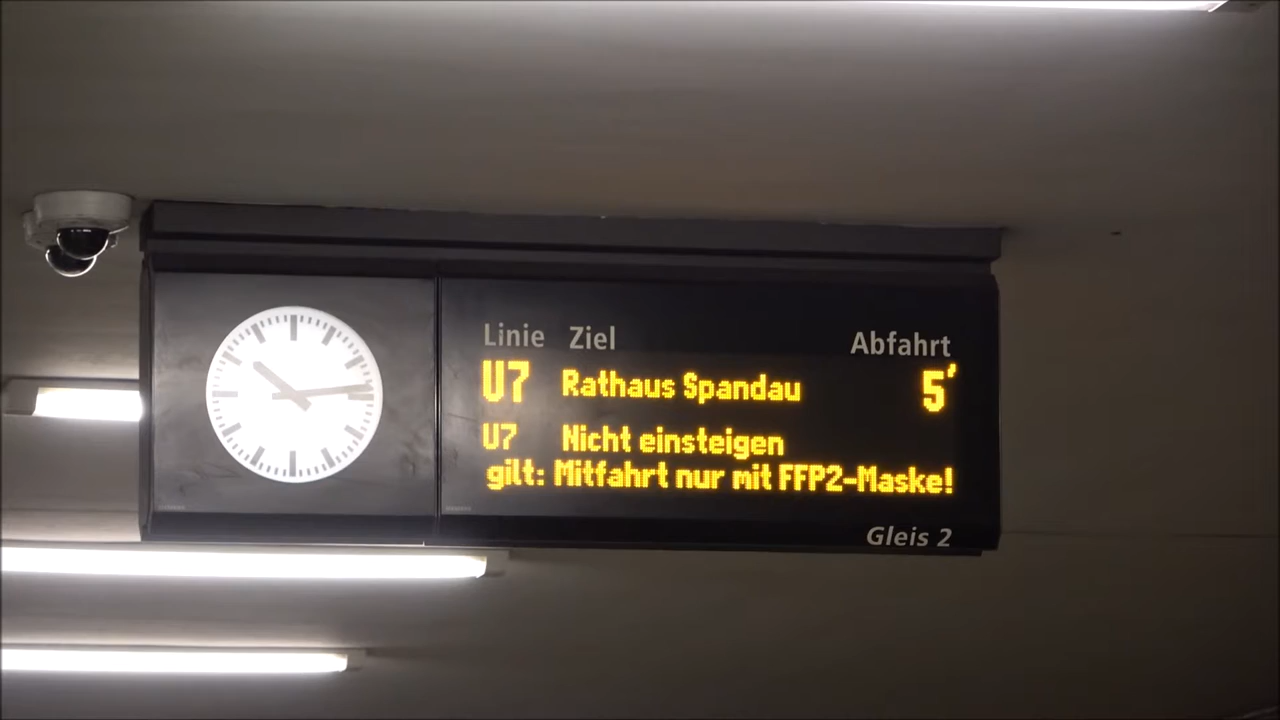 Linie Ziel Abfahrt
U7 Rathaus Spandau 5'
U7 Nicht einsteigen
gilt: Mitfahrt nur mit FFP2-Maske!
Gleis 2